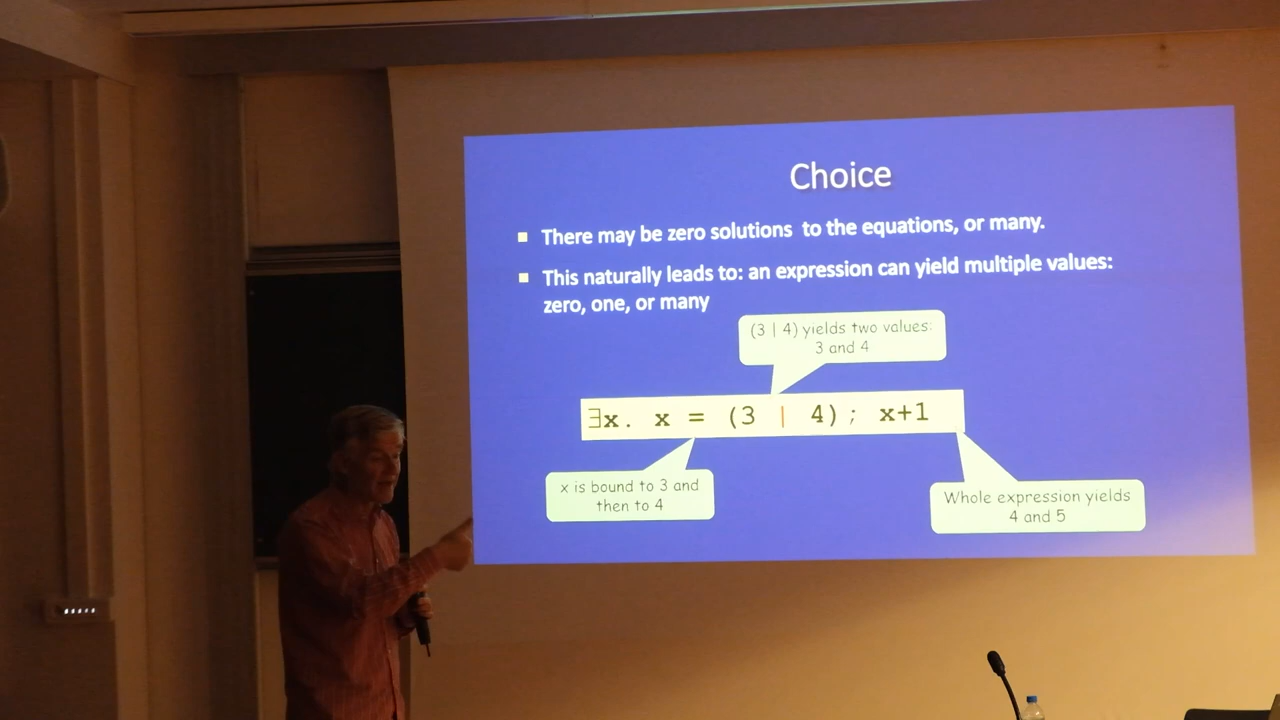 Choice
There may be zero solutions to the equations, or many.
This naturally leads to: an expression can yield multiple values:
zero, one, or many
(3 | 4) yields two values:
3 and 4
∃x. x = (3 | 4); x+1
x is bound to 3 and
then to 4
Whole expression yields
4 and 5